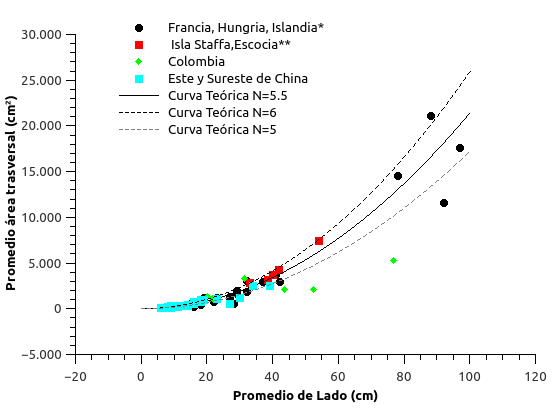 Francia, Hungria, Islandia*
Isla Staffa,Escocia**
Colombia
Este y Sureste de China
Curva Teórica N=5.5
Curva Teórica N=6
Curva Teórica N=5
Promedio área trasversal (cm²)
30.000
25.000
20.000
15.000
10.000
5.000
0
−5.000
−20 0 20 40 60 80 100 120
Promedio de Lado (cm)